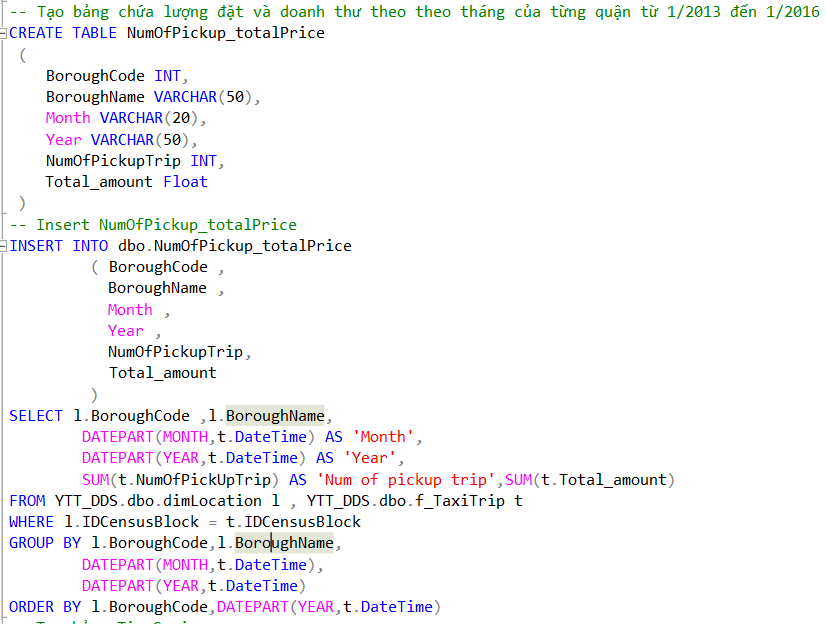 -- Tạo bảng chứa lượng đặt và doanh thư theo theo tháng của từng quận từ 1/2013 đến 1/2016
CREATE TABLE NumOfPickup_totalPrice
(
BoroughCode INT,
BoroughName VARCHAR(50),
Month VARCHAR(20),
Year VARCHAR(50),
NumOfPickupTrip INT,
Total_amount Float
)
-- Insert NumOfPickup_totalPrice
INSERT INTO dbo.NumOfPickup_totalPrice
( BoroughCode ,
BoroughName ,
Month ,
Year ,
NumOfPickupTrip,
Total_amount
)
SELECT l.BoroughCode ,l.BoroughName,
DATEPART(MONTH,t.DateTime) AS 'Month',
DATEPART(YEAR,t.DateTime) AS 'Year',
SUM(t.NumOfPickUpTrip) AS 'Num of pickup trip',SUM(t.Total_amount)
FROM YTT_DDS.dbo.dimLocation l , YTT_DDS.dbo.f_TaxiTrip t
WHERE l.IDCensusBlock = t.IDCensusBlock
GROUP BY l.BoroughCode,l.BoroughName,
DATEPART(MONTH,t.DateTime),
DATEPART(YEAR,t.DateTime)
ORDER BY l.BoroughCode,DATEPART(YEAR,t.DateTime)